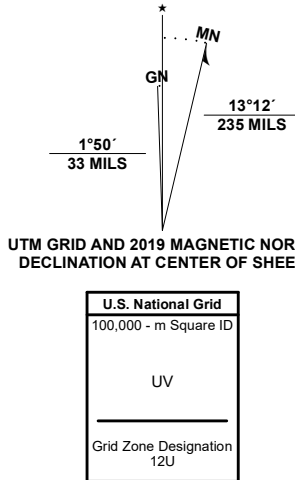 ★
MN
GN
13°12´
235 MILS
1°50´
33 MILS
UTM GRID AND 2019 MAGNETIC NOR
DECLINATION AT CENTER OF SHEE
U.S. National Grid
100,000 - m Square ID
UV
Grid Zone Designation
12U